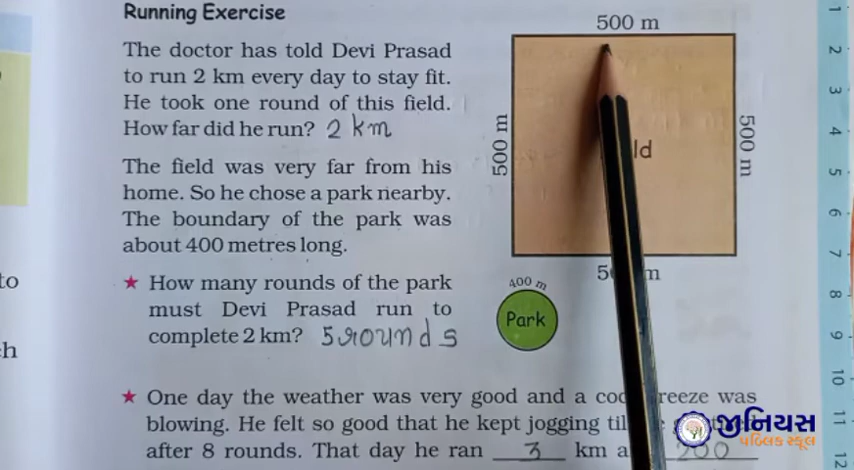 Running Exercise
The doctor has told Devi Prasad
to run 2 km every day to stay fit.
He took one round of this field.
How far did he run? 2 km
The field was very far from his
home. So he chose a park nearby.
The boundary of the park was
about 400 metres long.
★ How many rounds of the park
must Devi Prasad run to
complete 2 km? 5 rounds
★ One day the weather was very good and a was
blowing. He felt so good that he kept jogging
after 8 rounds. That day he ran 3 km 200
500 m
500 m
500 m
400 m
Park
to
1
2
3
4
5
6
7
8
9
10
11
12
જીનિયસ
પબ્લિક સ્કૂલ